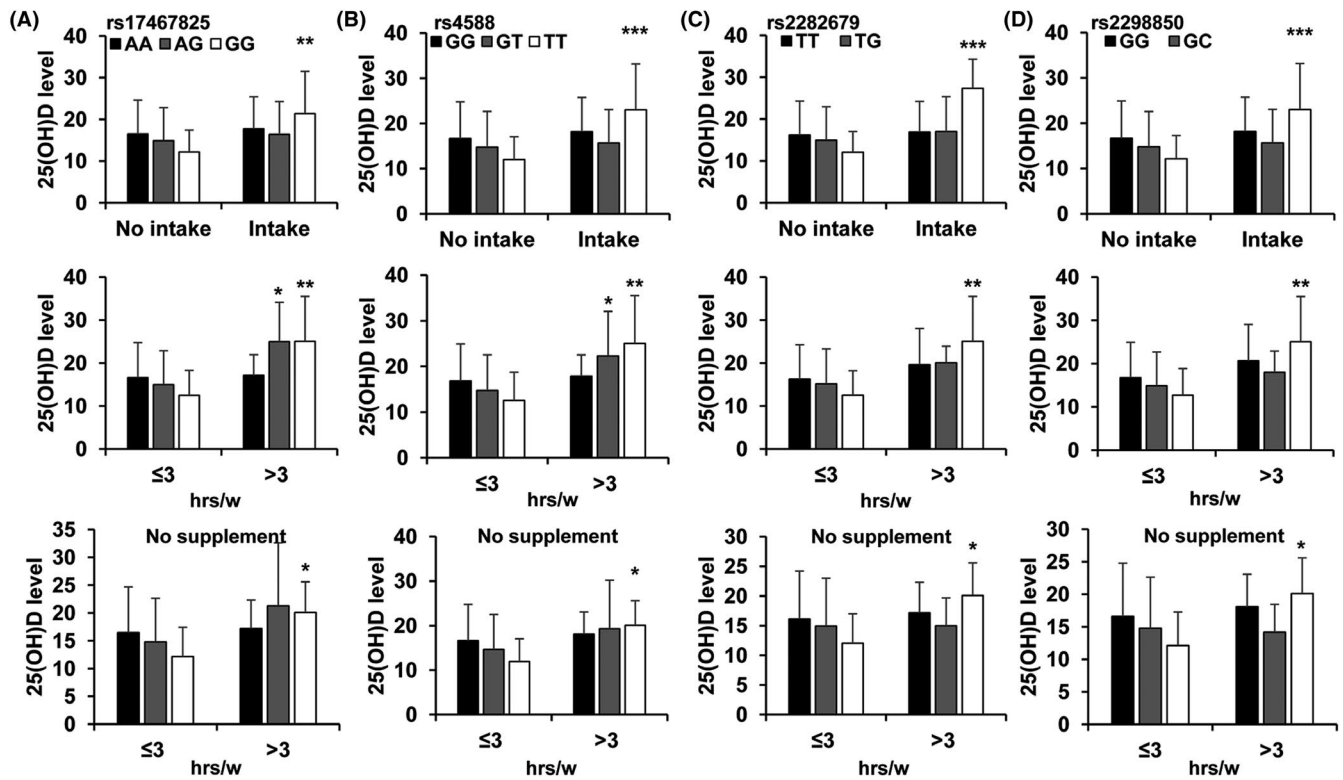 (A)
rs17467825
AA AG GG
**
25(OH)D level
40
30
20
10
0
No intake Intake
(B)
rs4588
GG GT TT
***
25(OH)D level
40
30
20
10
0
No intake Intake
(C)
rs2282679
TT TG
***
25(OH)D level
40
30
20
10
0
No intake Intake
(D)
rs2298850
GG GC
***
25(OH)D level
40
30
20
10
0
No intake Intake
* **
25(OH)D level
40
30
20
10
0
≤3 >3
hrs/w
* **
25(OH)D level
40
30
20
10
0
≤3 >3
hrs/w
**
25(OH)D level
40
30
20
10
0
≤3 >3
hrs/w
**
25(OH)D level
40
30
20
10
0
≤3 >3
hrs/w
No supplement
*
25(OH)D level
35
30
25
20
15
10
5
0
≤3 >3
hrs/w
No supplement
*
25(OH)D level
40
30
20
10
0
≤3 >3
hrs/w
No supplement
*
25(OH)D level
30
25
20
15
10
5
0
≤3 >3
hrs/w
No supplement
*
25(OH)D level
30
25
20
15
10
5
0
≤3 >3
hrs/w